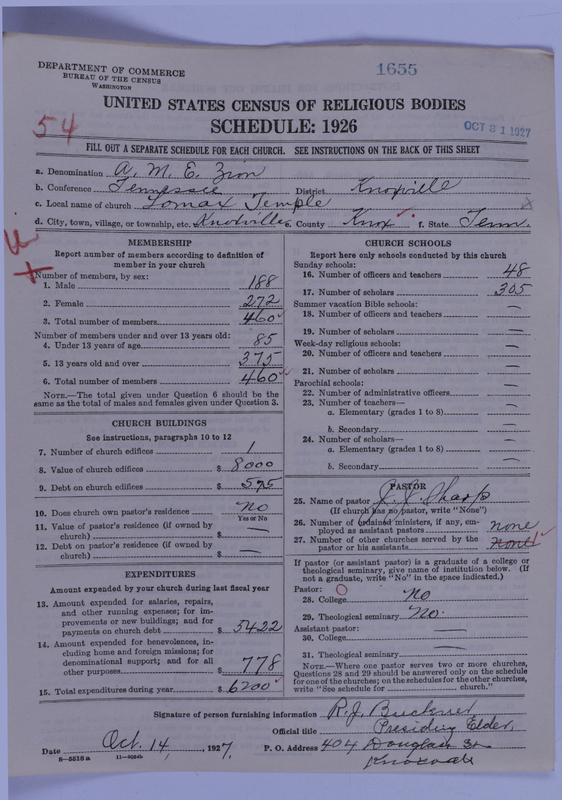 DEPARTMENT OF COMMERCE
BUREAU OF THE CENSUS
WASHINGTON
1655
UNITED STATES CENSUS OF RELIGIOUS BODIES
SCHEDULE: 1926
54
OCT 31 1927
FILL OUT A SEPARATE SCHEDULE FOR EACH CHURCH. SEE INSTRUCTIONS ON THE BACK OF THIS SHEET
a. Denomination A. M. E. Zion
b. Conference Tennessee District Knoxville
c. Local name of church Lomax Temple
d. City, town, village, or township, etc. Knoxville e. County Knox f. State Tenn.
MEMBERSHIP
Report number of members according to definition of
member in your church
Number of members, by sex:
1. Male 188
2. Female 272
3. Total number of members 460
Number of members under and over 13 years old:
4. Under 13 years of age 85
5. 13 years old and over 375
6. Total number of members 460
NOTE.—The total given under Question 6 should be
same as the total of males and females given under Question 3.
CHURCH BUILDINGS
See instructions, paragraphs 10 to 12
7. Number of church edifices 1
8. Value of church edifices $ 8000
9. Debt on church edifices $ 575
10. Does church own pastor's residence? no
Yes or No
11. Value of pastor's residence (if owned by
church) $ —
12. Debt on pastor's residence (if owned by
church) $ —
EXPENDITURES
Amount expended by your church during last fiscal year
13. Amount expended for salaries, repairs,
and other running expenses; for im-
provements or new buildings; and for
payments on church debt $ 5422
14. Amount expended for benevolences, in-
cluding home and foreign missions; for
denominational support; and for all
other purposes $ 778
15. Total expenditures during year $ 6200
CHURCH SCHOOLS
Report here only schools conducted by this church
Sunday schools:
16. Number of officers and teachers 48
17. Number of scholars 305
Summer vacation Bible schools:
18. Number of officers and teachers —
19. Number of scholars —
Week-day religious schools:
20. Number of officers and teachers —
21. Number of scholars —
Parochial schools:
22. Number of administrative officers —
23. Number of teachers—
a. Elementary (grades 1 to 8) —
b. Secondary —
24. Number of scholars—
a. Elementary (grades 1 to 8) —
b. Secondary —
PASTOR
25. Name of pastor J. J. Sharp
(If church has no pastor, write "None")
26. Number of ordained ministers, if any, em-
ployed as assistant pastors none
27. Number of other churches served by the
pastor or his assistants none 1
If pastor (or assistant pastor) is a graduate of a college or
theological seminary, give name of institution below. (If
not a graduate, write "No" in the space indicated.)
Pastor:
28. College No
29. Theological seminary No.
Assistant pastor:
30. College
31. Theological seminary —
NOTE.—Where one pastor serves two or more churches,
Questions 28 and 29 should be answered only on the schedule
for one of the churches; on the schedules for the other churches,
write "See schedule for church."
Signature of person furnishing information R. J. Buckner
Official title Presiding Elder,
Date Oct. 14, 1927. P. O. Address 404 Douglass St
Knoxville
8—5518a